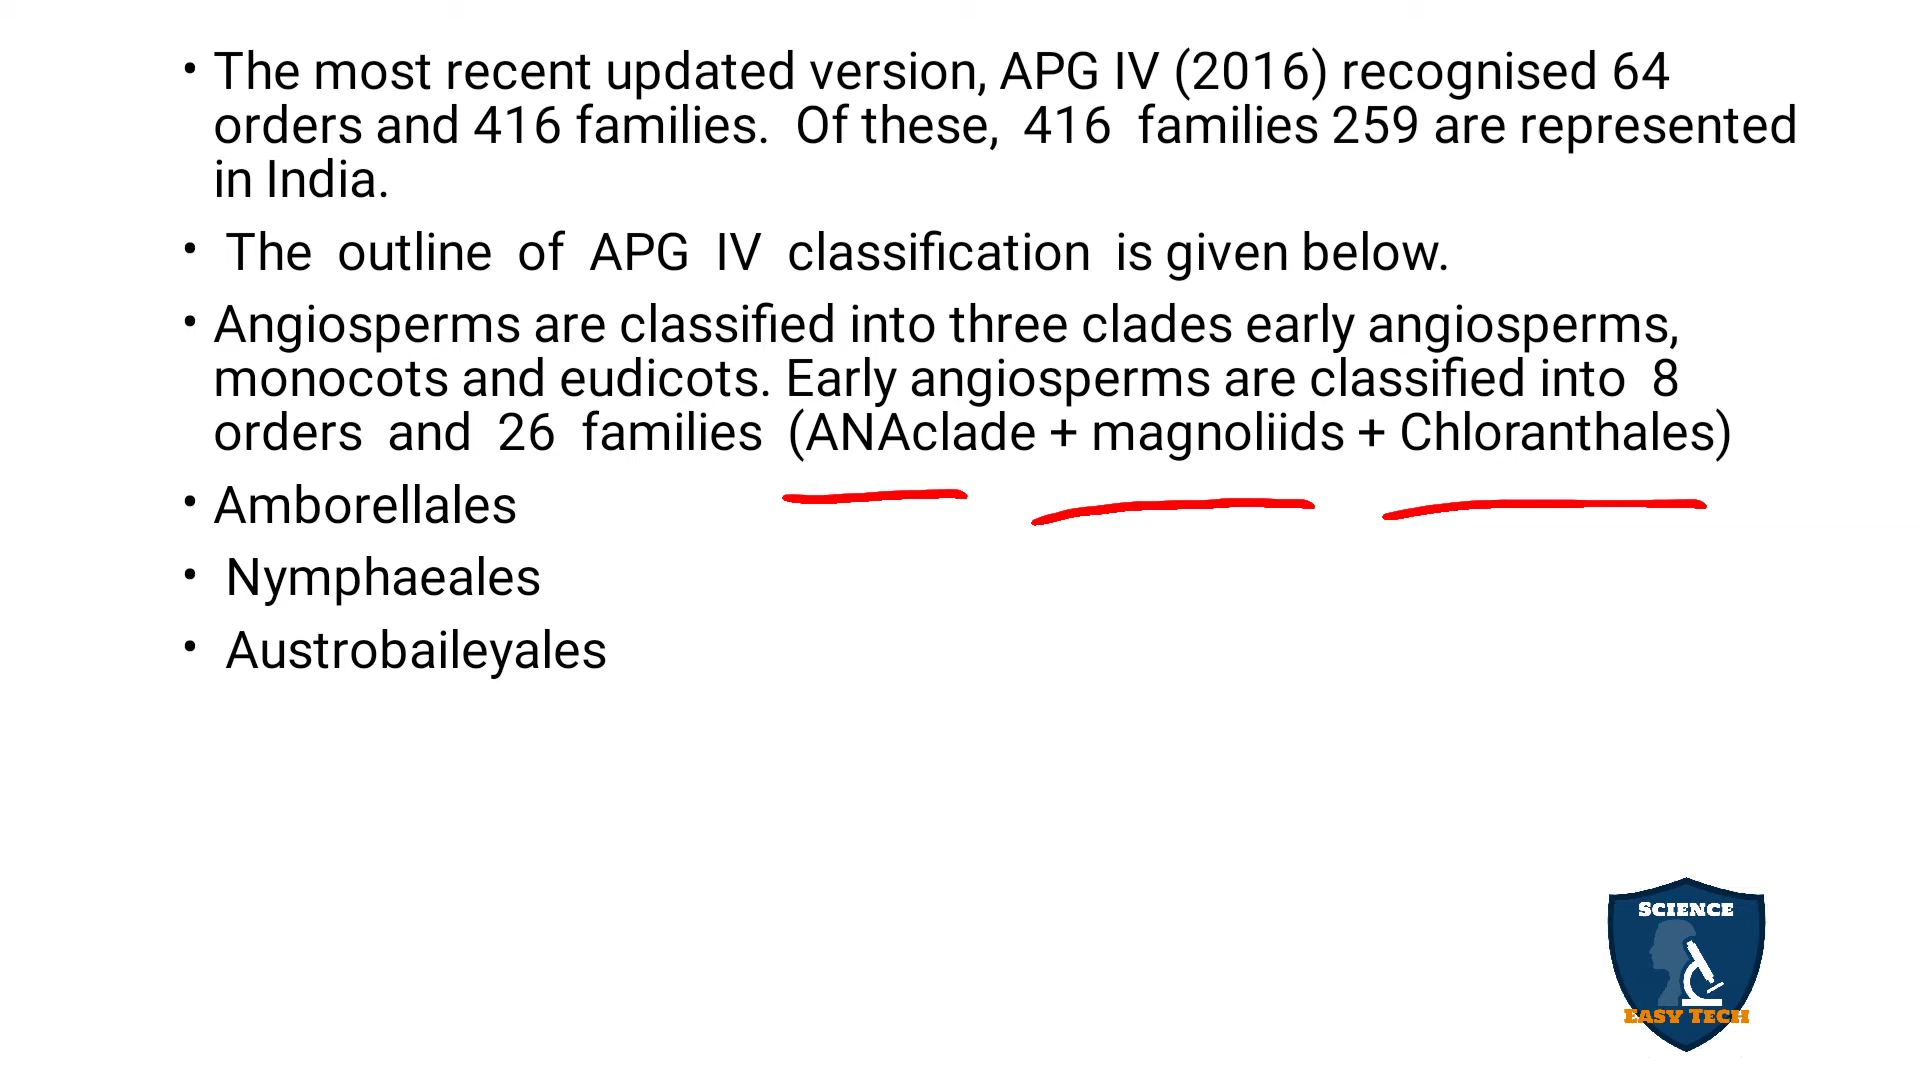 • The most recent updated version, APG IV (2016) recognised 64
orders and 416 families.  Of these,  416  families 259 are represented
in India.
•  The  outline  of  APG  IV  classification  is given below.
• Angiosperms are classified into three clades early angiosperms,
monocots and eudicots. Early angiosperms are classified into  8
orders  and  26  families  (ANAclade + magnoliids + Chloranthales)
• Amborellales
•  Nymphaeales
•  Austrobaileyales
SCIENCE
EASY TECH